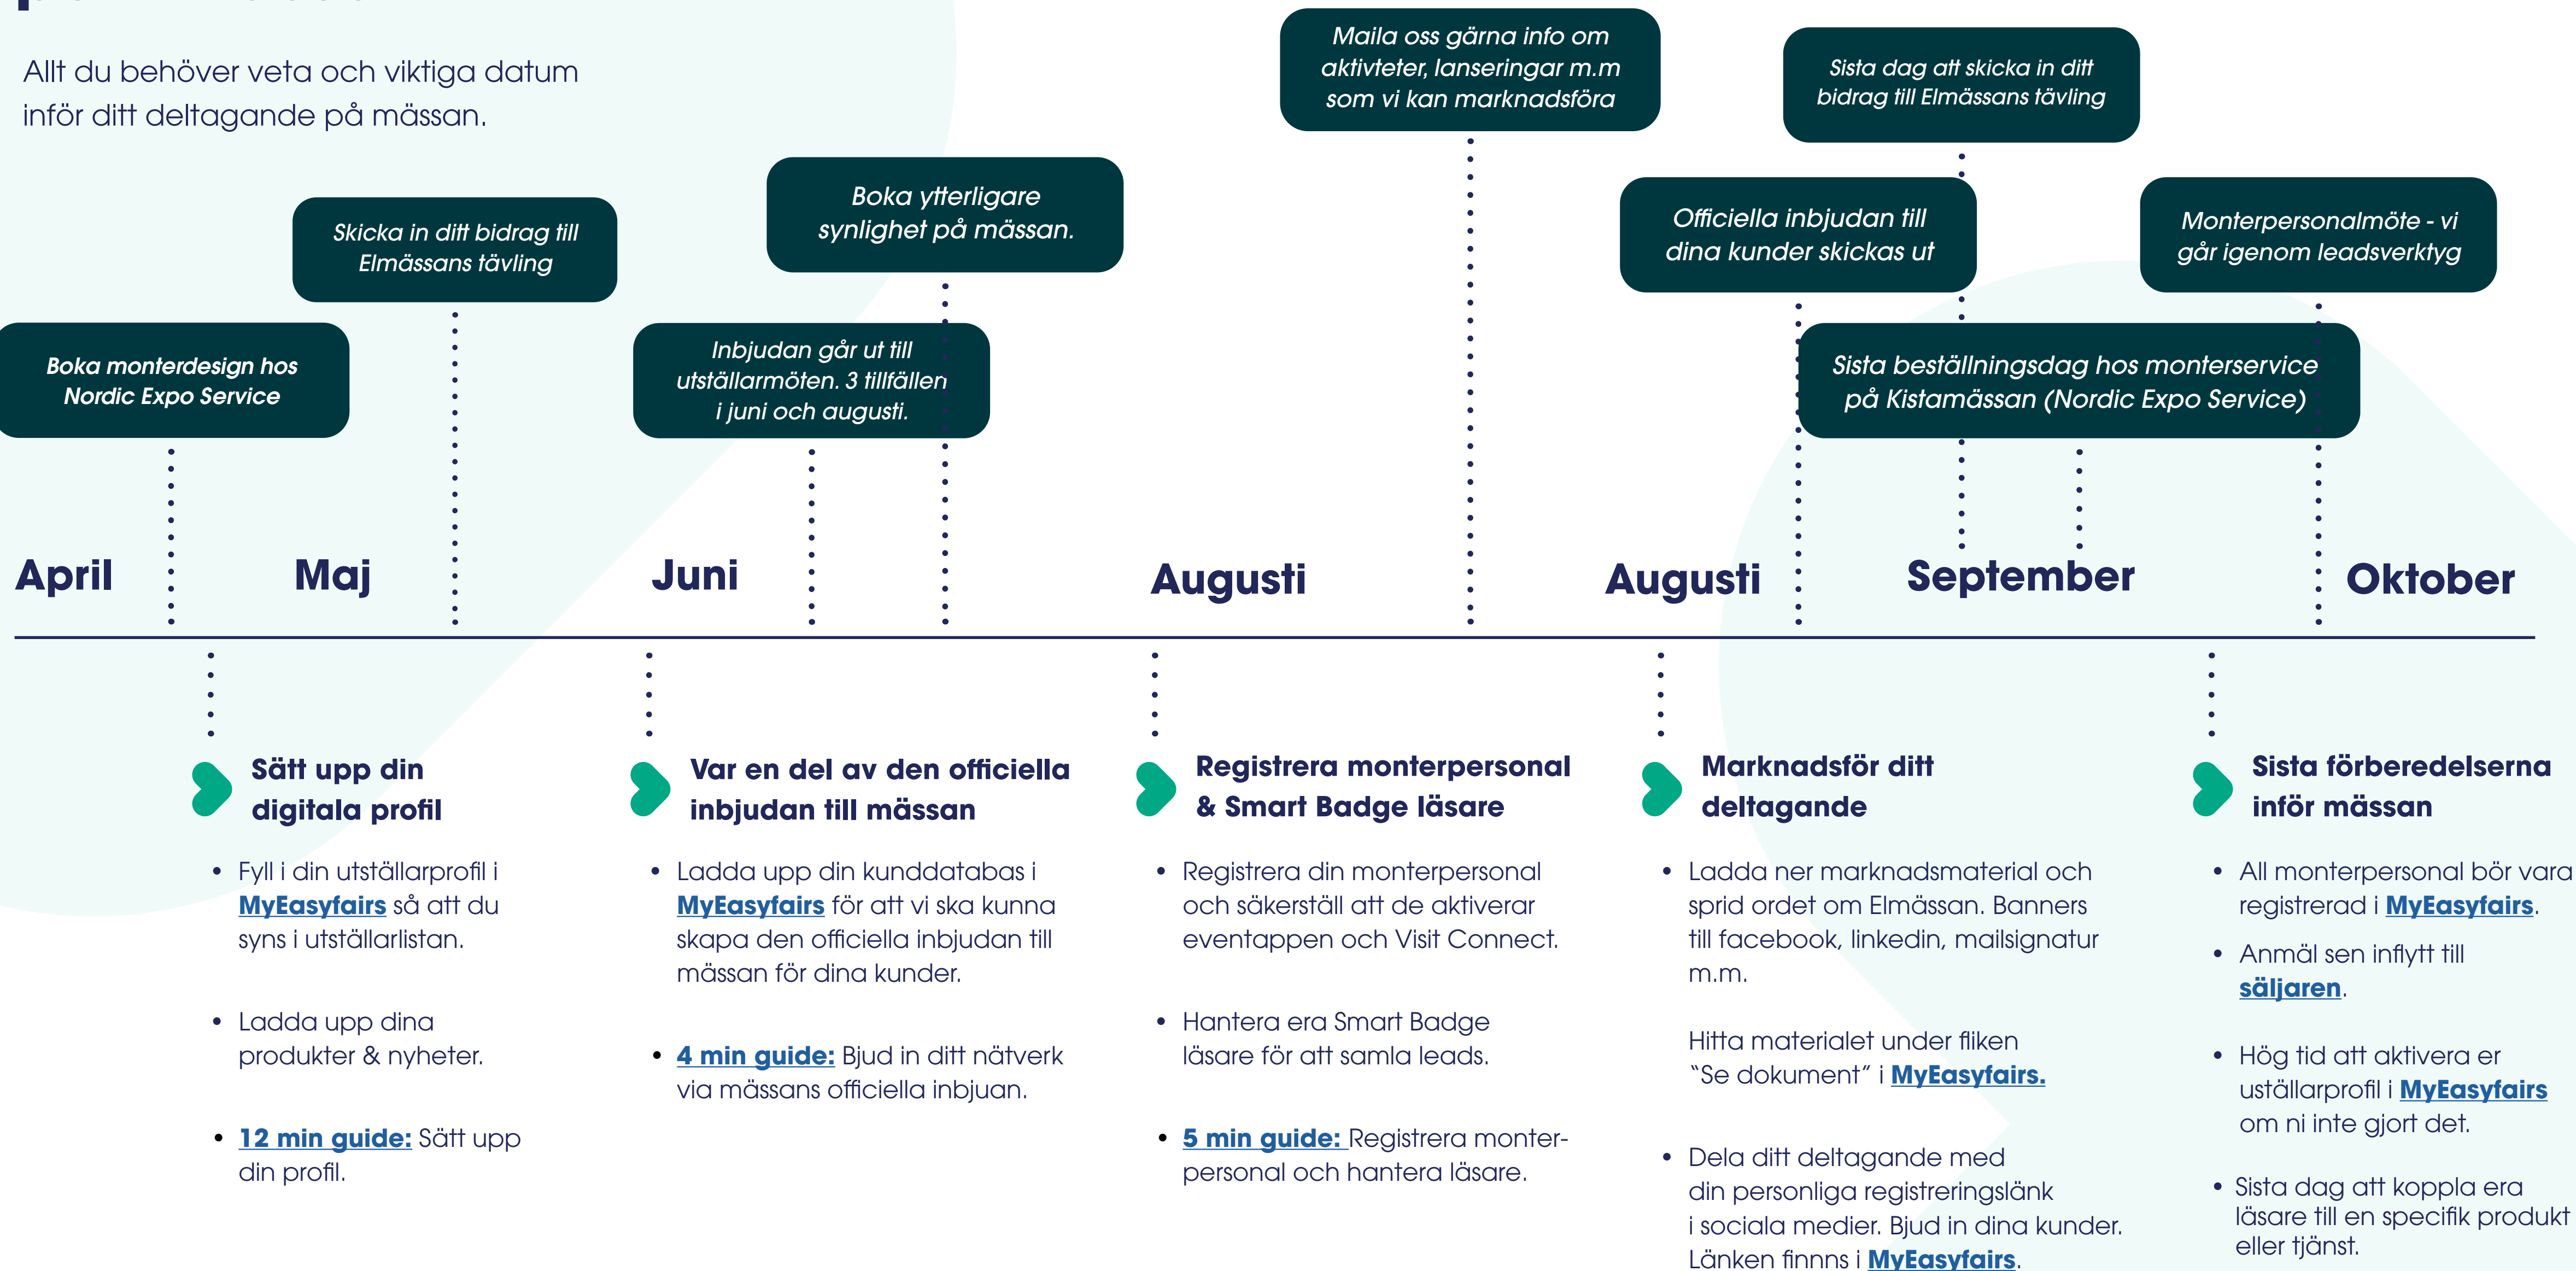 Allt du behöver veta och viktiga datum
inför ditt deltagande på mässan.
Maila oss gärna info om
aktivteter, lanseringar m.m
som vi kan marknadsföra
Sista dag att skicka in ditt
bidrag till Elmässans tävling
Boka ytterligare
synlighet på mässan.
Officiella inbjudan till
dina kunder skickas ut
Monterpersonalmöte - vi
går igenom leadsverktyg
Skicka in ditt bidrag till
Elmässans tävling
Boka monterdesign hos
Nordic Expo Service
Inbjudan går ut till
utställarmöten. 3 tillfällen
i juni och augusti.
Sista beställningsdag hos monterservice
på Kistamässan (Nordic Expo Service)
April
Maj
Juni
Augusti
Augusti
September
Oktober
Sätt upp din
digitala profil
• Fyll i din utställarprofil i
MyEasyfairs så att du
syns i utställarlistan.
• Ladda upp dina
produkter & nyheter.
• 12 min guide: Sätt upp
din profil.
Var en del av den officiella
inbjudan till mässan
• Ladda upp din kunddatabas i
MyEasyfairs för att vi ska kunna
skapa den officiella inbjudan till
mässan för dina kunder.
• 4 min guide: Bjud in ditt nätverk
via mässans officiella inbjuan.
Registrera monterpersonal
& Smart Badge läsare
• Registrera din monterpersonal
och säkerställ att de aktiverar
eventappen och Visit Connect.
• Hantera era Smart Badge
läsare för att samla leads.
• 5 min guide: Registrera monter-
personal och hantera läsare.
Marknadsför ditt
deltagande
• Ladda ner marknadsmaterial och
sprid ordet om Elmässan. Banners
till facebook, linkedin, mailsignatur
m.m.
Hitta materialet under fliken
“Se dokument” i MyEasyfairs.
• Dela ditt deltagande med
din personliga registreringslänk
i sociala medier. Bjud in dina kunder.
Länken finnns i MyEasyfairs.
Sista förberedelserna
inför mässan
• All monterpersonal bör vara
registrerad i MyEasyfairs.
• Anmäl sen inflytt till
säljaren.
• Hög tid att aktivera er
uställarprofil i MyEasyfairs
om ni inte gjort det.
• Sista dag att koppla era
läsare till en specifik produkt
eller tjänst.